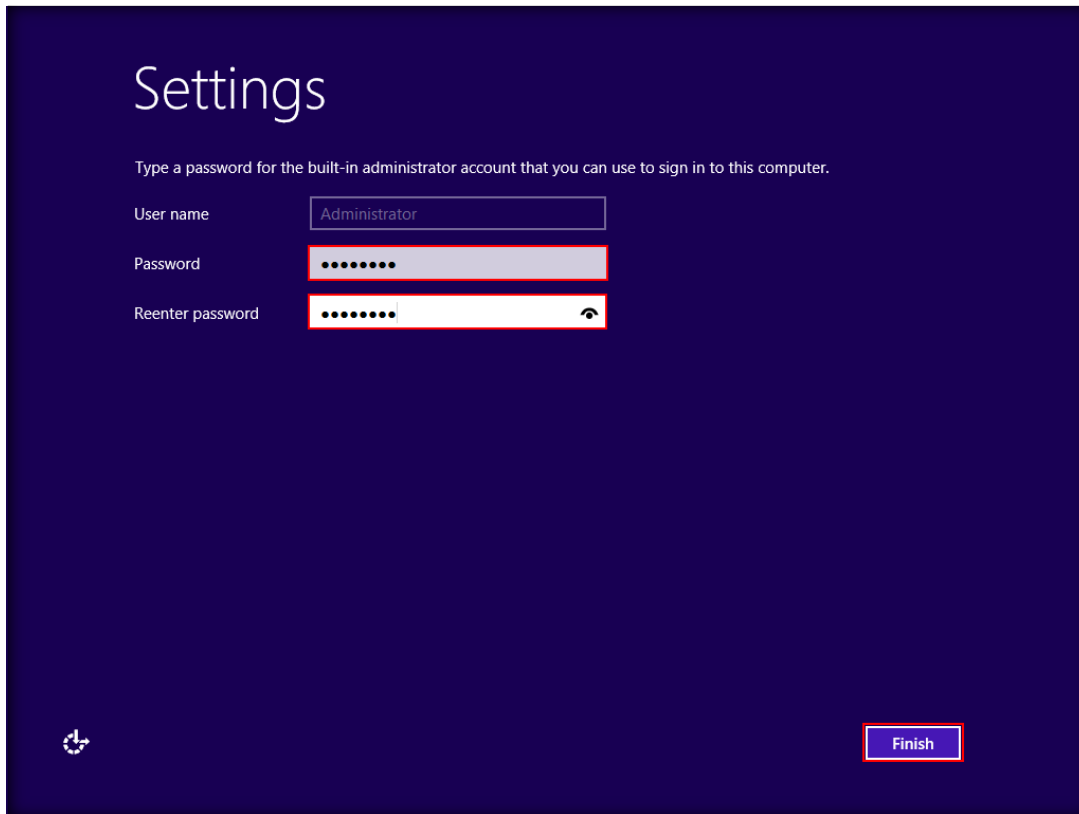 Settings
Type a password for the built-in administrator account that you can use to sign in to this computer.
User name
Administrator
Password
••••••••
Reenter password
••••••••
Finish